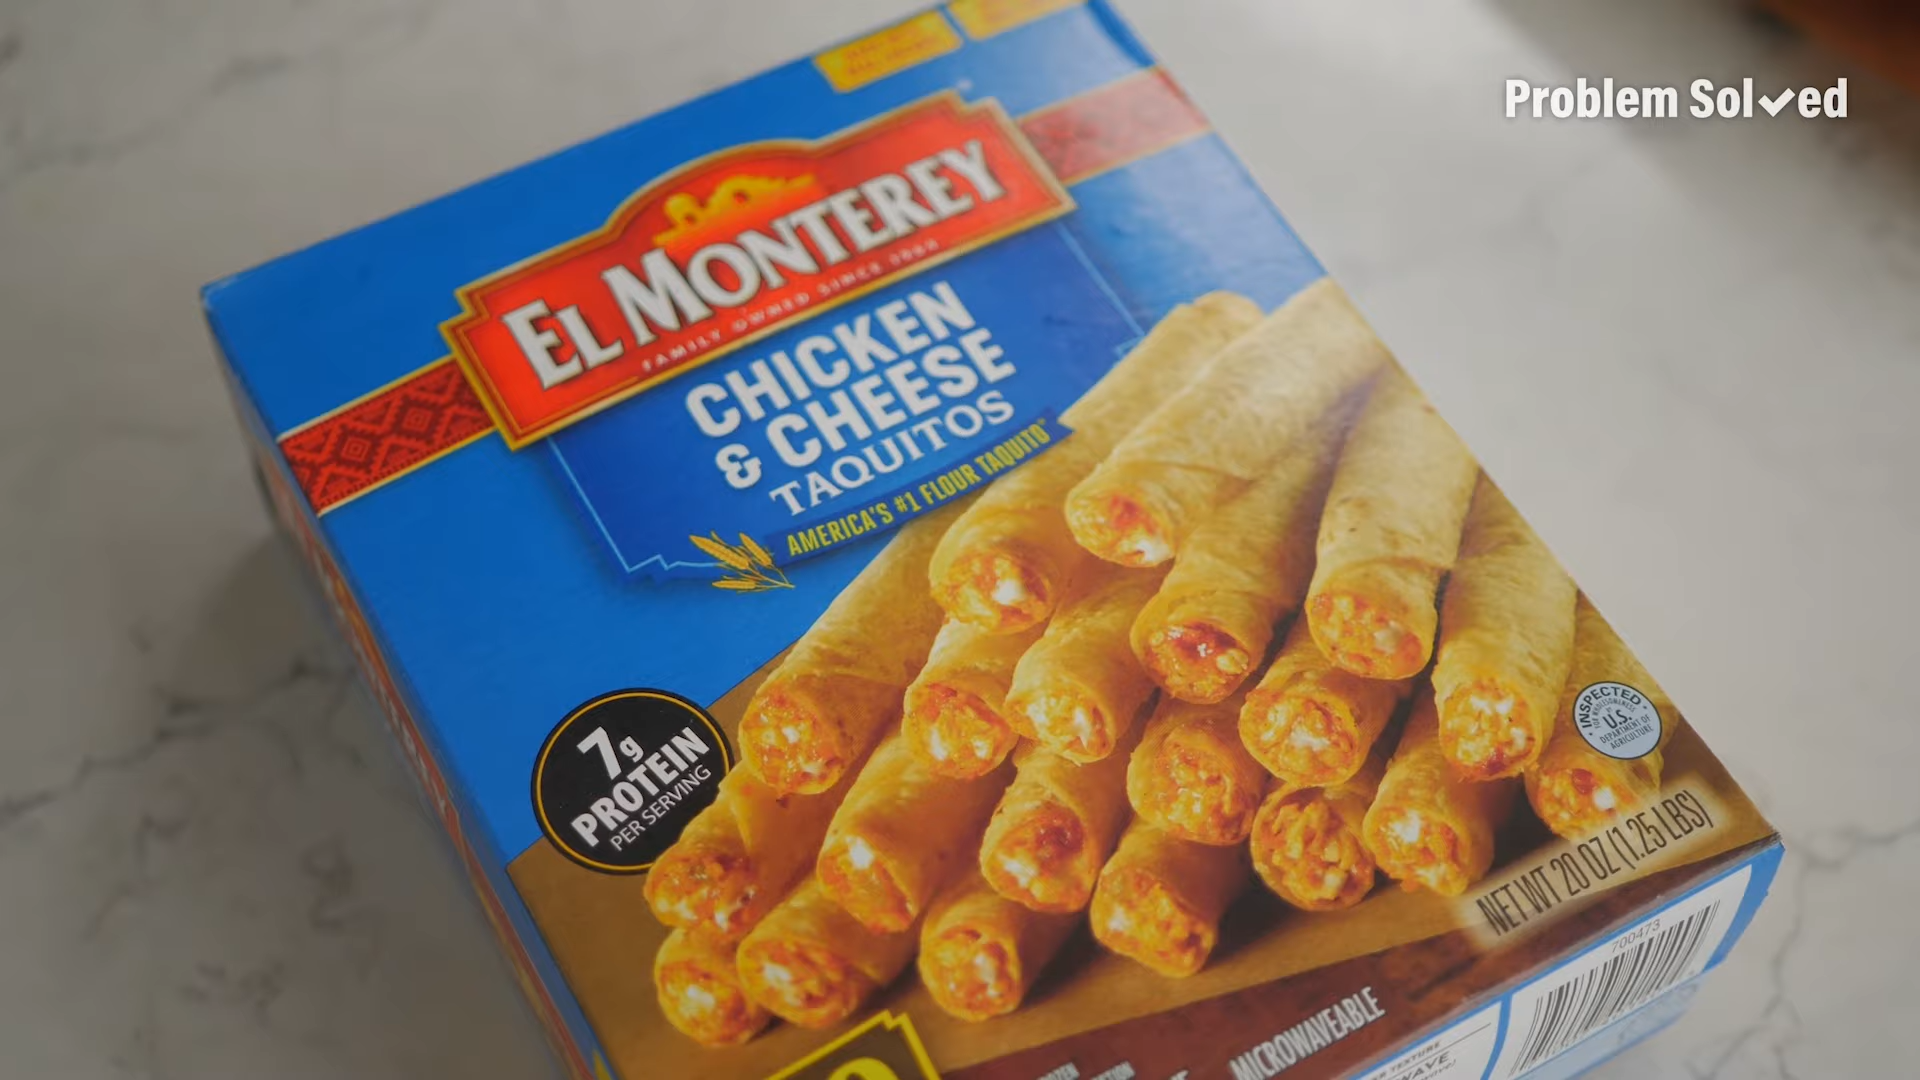 Problem Solved
EL MONTEREY
FAMILY OWNED SINCE
CHICKEN
& CHEESE
TAQUITOS
AMERICA'S #1 FLOUR TAQUITO
7g
PROTEIN
PER SERVING
INSPECTED
U.S.
DEPARTMENT OF
AGRICULTURE
NET WT 20 OZ (1.25 LBS)
700473
MICROWAVEABLE